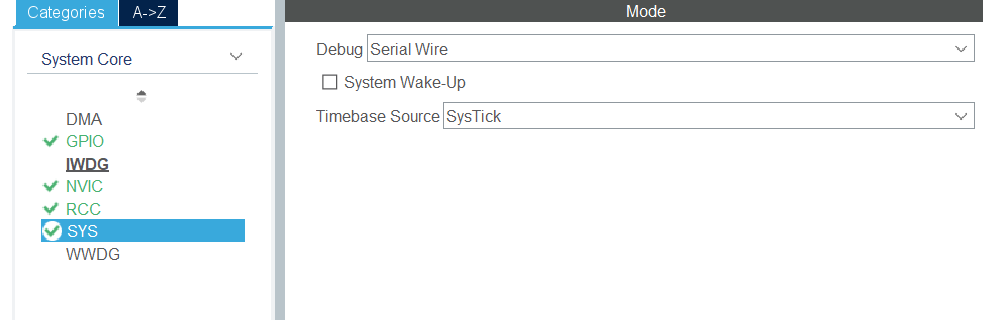 Categories A->Z
System Core
DMA
GPIO
IWDG
NVIC
RCC
SYS
WWDG
Mode
Debug Serial Wire
System Wake-Up
Timebase Source SysTick